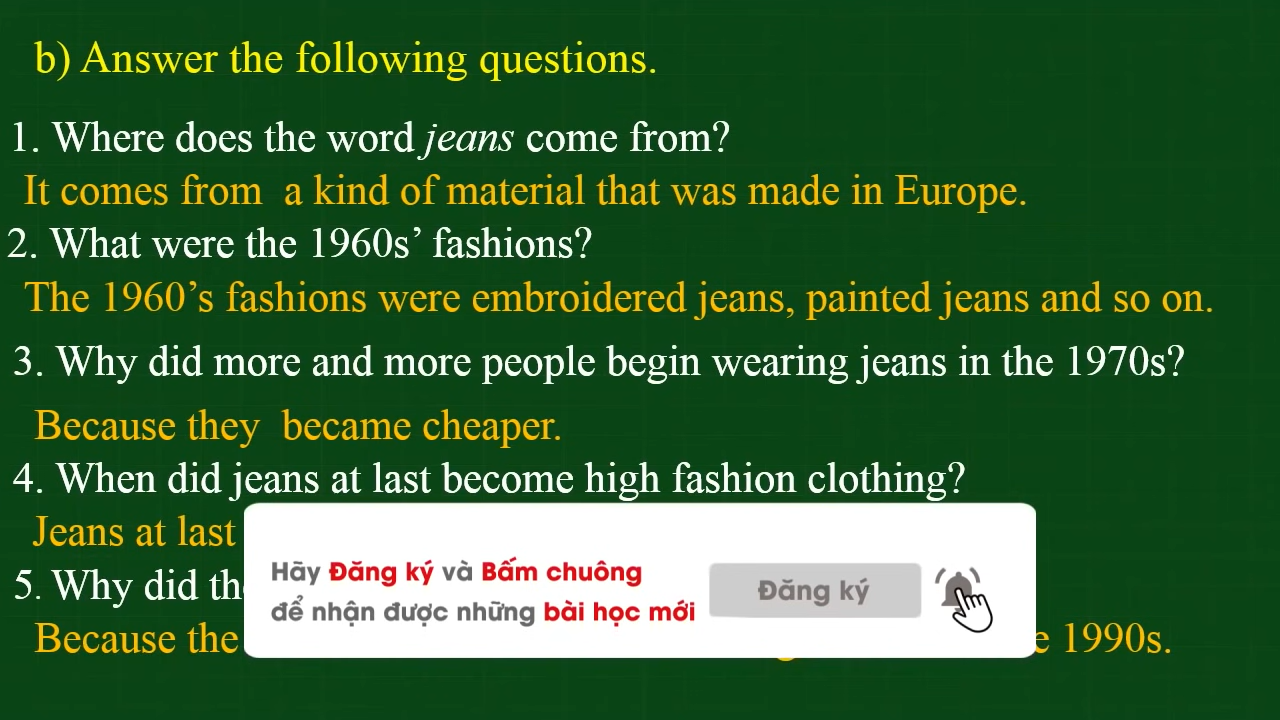 b) Answer the following questions.
1. Where does the word jeans come from?
It comes from a kind of material that was made in Europe.
2. What were the 1960s’ fashions?
The 1960’s fashions were embroidered jeans, painted jeans and so on.
3. Why did more and more people begin wearing jeans in the 1970s?
Because they became cheaper.
4. When did jeans at last become high fashion clothing?
Jeans at last
5. Why did
Because the 1990s.
Hãy Đăng ký và Bấm chuông
để nhận được những bài học mới
Đăng ký